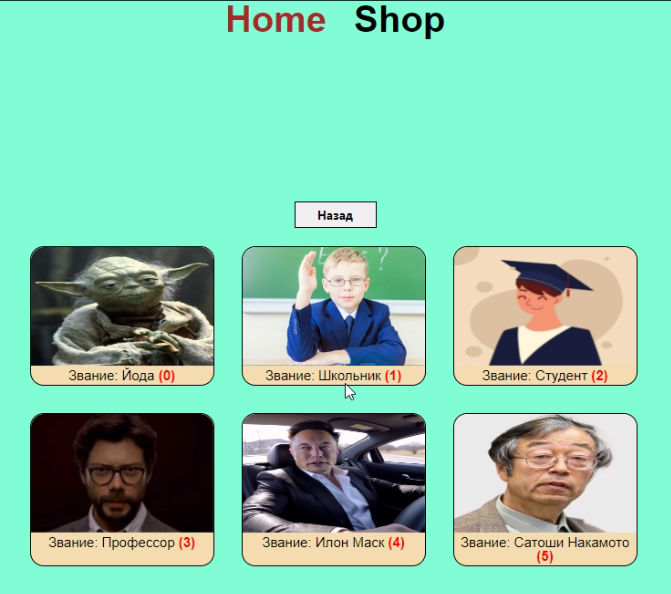 Home Shop
Назад
Звание: Йода (0)
Звание: Школьник (1)
Звание: Студент (2)
Звание: Профессор (3)
Звание: Илон Маск (4)
Звание: Сатоши Накамото
(5)